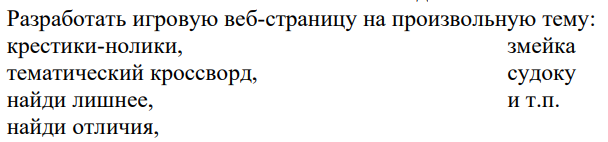 Разработать игровую веб-страницу на произвольную тему:
крестики-нолики, змейка
тематический кроссворд, судоку
найди лишнее, и т.п.
найди отличия,